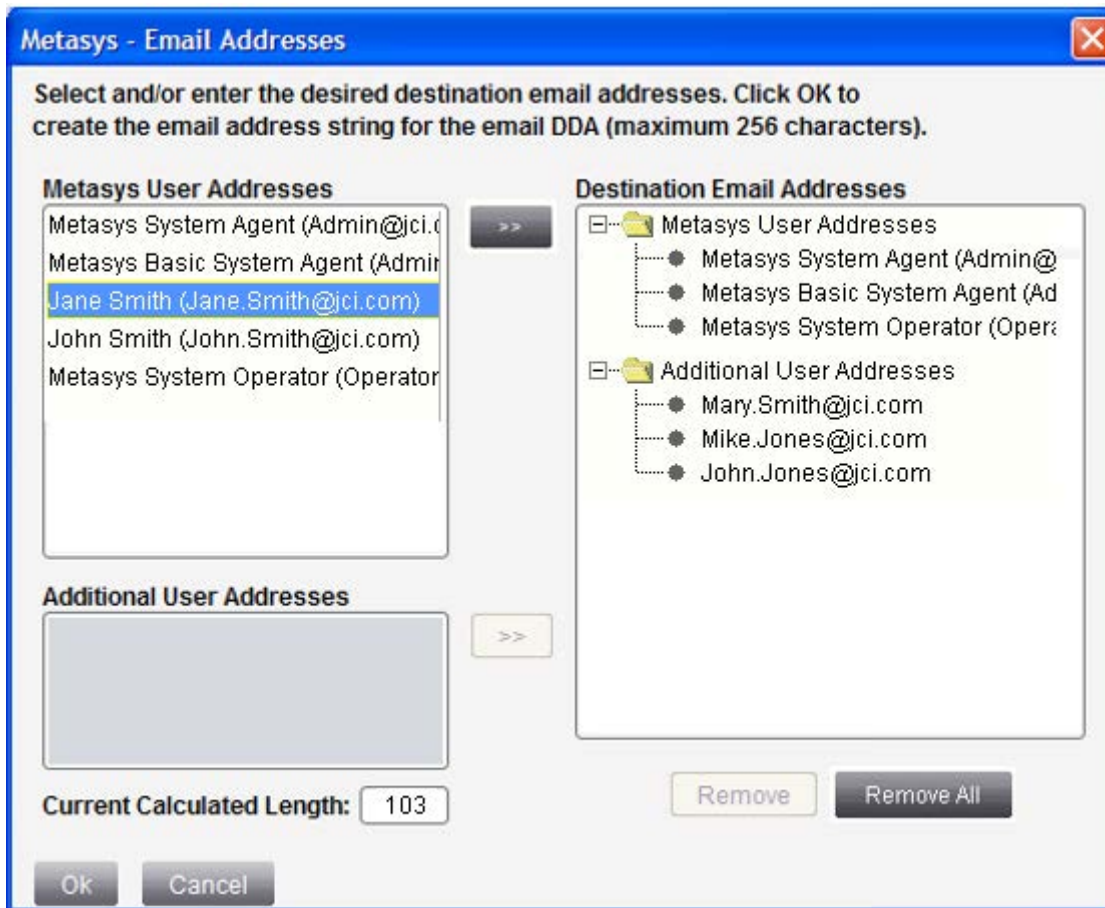 Metasys - Email Addresses
Select and/or enter the desired destination email addresses. Click OK to
create the email address string for the email DDA (maximum 256 characters).
Metasys User Addresses
Metasys System Agent (Admin@jci.
Metasys Basic System Agent (Admin
Jane Smith (Jane.Smith@jci.com)
John Smith (John.Smith@jci.com)
Metasys System Operator (Operator
>>
Destination Email Addresses
Metasys User Addresses
Metasys System Agent (Admin@
Metasys Basic System Agent (Ad
Metasys System Operator (Opera
Additional User Addresses
Mary.Smith@jci.com
Mike.Jones@jci.com
John.Jones@jci.com
Additional User Addresses
>>
Current Calculated Length: 103
Remove
Remove All
Ok
Cancel